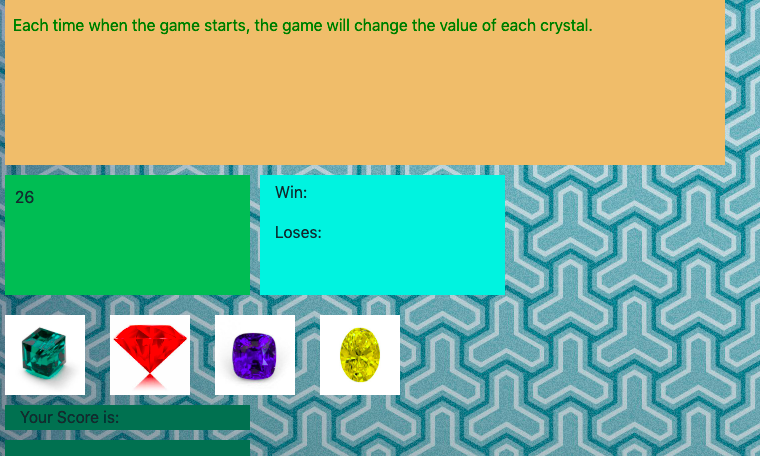 Each time when the game starts, the game will change the value of each crystal.
26
Win:
Loses:
Your Score is: